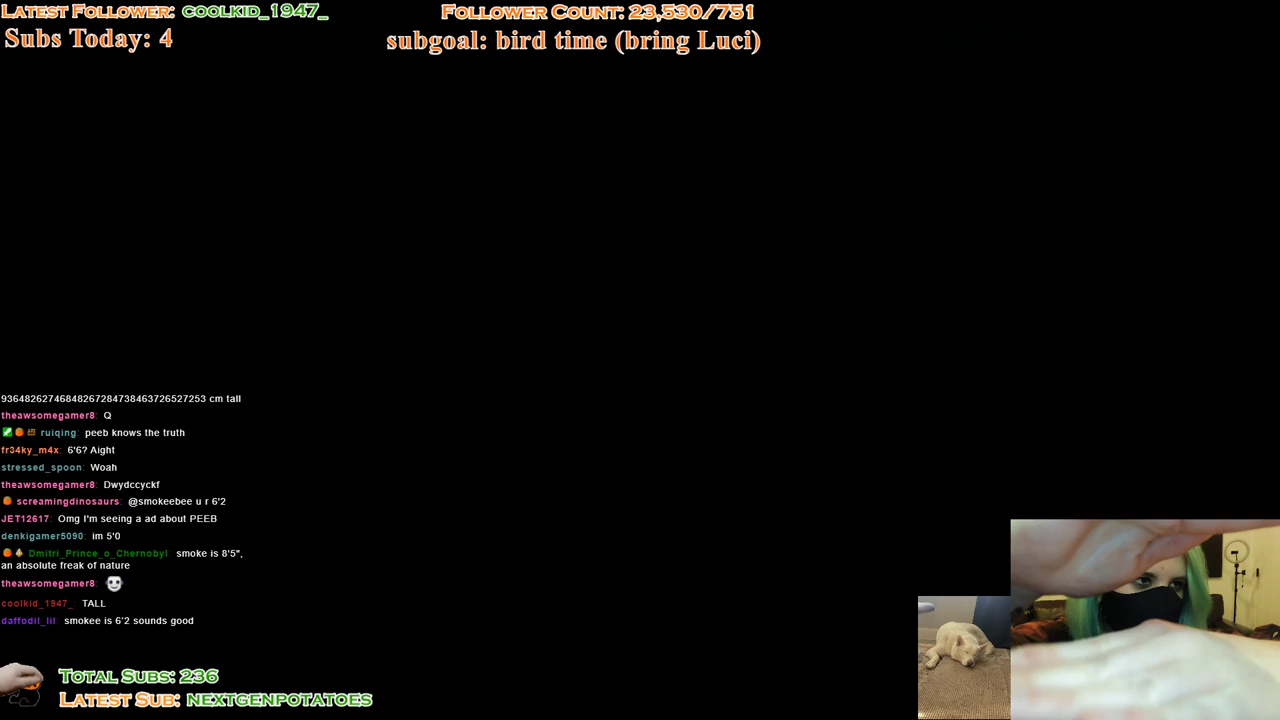 Latest Follower: coolkid_1947_
Follower Count: 23,530/751
Subs Today: 4
subgoal: bird time (bring Luci)
936482627468482672847384637265​27253 cm tall
theawsomegamer8: Q
ruiqing: peeb knows the truth
fr34ky_m4x: 6'6? Aight
stressed_spoon: Woah
theawsomegamer8: Dwydccyckf
screamingdinosaurs: @smokeebee u r 6'2
JET12617: Omg I'm seeing a ad about PEEB
denkigamer5090: im 5'0
Dmitri_Prince_o_Chernobyl: smoke is 8'5",
an absolute freak of nature
theawsomegamer8:
coolkid_1947_: TALL
daffodil_lil: smokee is 6'2 sounds good
Total Subs: 236
Latest Sub: nextgenpotatoes